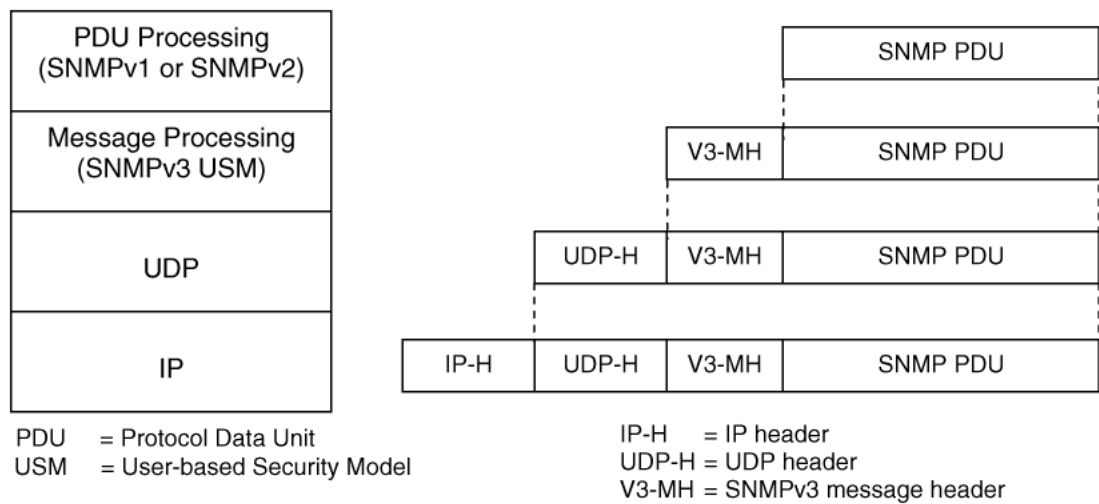 PDU Processing
(SNMPv1 or SNMPv2)
SNMP PDU
Message Processing
(SNMPv3 USM)
V3-MH SNMP PDU
UDP
UDP-H V3-MH SNMP PDU
IP
IP-H UDP-H V3-MH SNMP PDU
PDU = Protocol Data Unit
USM = User-based Security Model
IP-H = IP header
UDP-H = UDP header
V3-MH = SNMPv3 message header